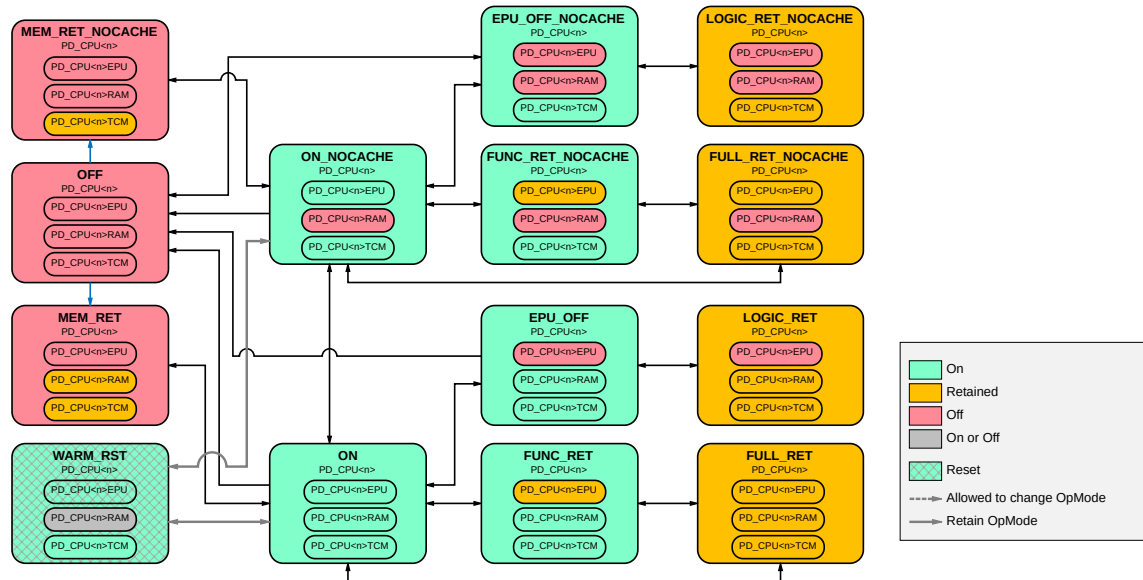 MEM_RET_NOCACHE
PD_CPU<n>
PD_CPU<n>EPU
PD_CPU<n>RAM
PD_CPU<n>TCM
EPU_OFF_NOCACHE
PD_CPU<n>
PD_CPU<n>EPU
PD_CPU<n>RAM
PD_CPU<n>TCM
LOGIC_RET_NOCACHE
PD_CPU<n>
PD_CPU<n>EPU
PD_CPU<n>RAM
PD_CPU<n>TCM
OFF
PD_CPU<n>
PD_CPU<n>EPU
PD_CPU<n>RAM
PD_CPU<n>TCM
ON_NOCACHE
PD_CPU<n>
PD_CPU<n>EPU
PD_CPU<n>RAM
PD_CPU<n>TCM
FUNC_RET_NOCACHE
PD_CPU<n>
PD_CPU<n>EPU
PD_CPU<n>RAM
PD_CPU<n>TCM
FULL_RET_NOCACHE
PD_CPU<n>
PD_CPU<n>EPU
PD_CPU<n>RAM
PD_CPU<n>TCM
MEM_RET
PD_CPU<n>
PD_CPU<n>EPU
PD_CPU<n>RAM
PD_CPU<n>TCM
EPU_OFF
PD_CPU<n>
PD_CPU<n>EPU
PD_CPU<n>RAM
PD_CPU<n>TCM
LOGIC_RET
PD_CPU<n>
PD_CPU<n>EPU
PD_CPU<n>RAM
PD_CPU<n>TCM
WARM_RST
PD_CPU<n>
PD_CPU<n>EPU
PD_CPU<n>RAM
PD_CPU<n>TCM
ON
PD_CPU<n>
PD_CPU<n>EPU
PD_CPU<n>RAM
PD_CPU<n>TCM
FUNC_RET
PD_CPU<n>
PD_CPU<n>EPU
PD_CPU<n>RAM
PD_CPU<n>TCM
FULL_RET
PD_CPU<n>
PD_CPU<n>EPU
PD_CPU<n>RAM
PD_CPU<n>TCM
On
Retained
Off
On or Off
Reset
Allowed to change OpMode
Retain OpMode